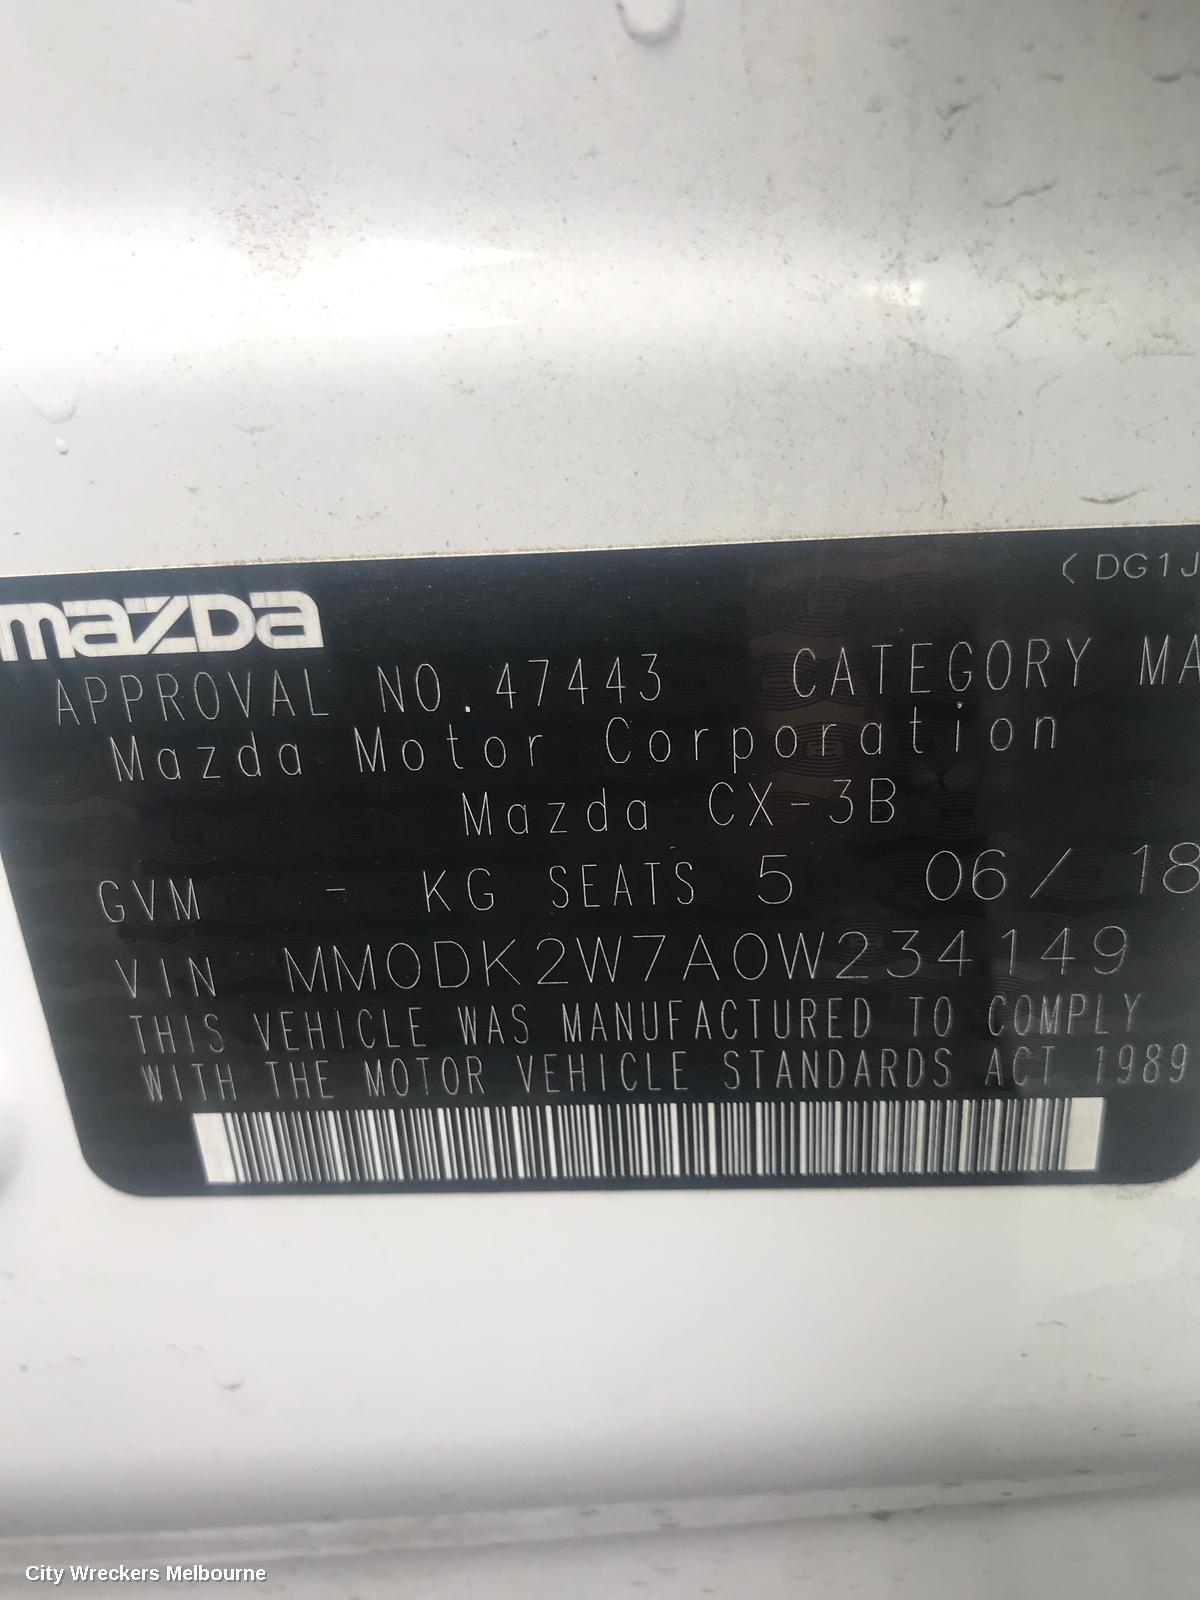 < DG1J
mazda
APPROVAL NO. 47443 CATEGORY MA
Mazda Motor Corporation
Mazda CX-3B
GVM - KG SEATS 5 06/ 18
VIN MM0DK2W7A0W234149
THIS VEHICLE WAS MANUFACTURED TO COMPLY
WITH THE MOTOR VEHICLE STANDARDS ACT 1989
City Wreckers Melbourne